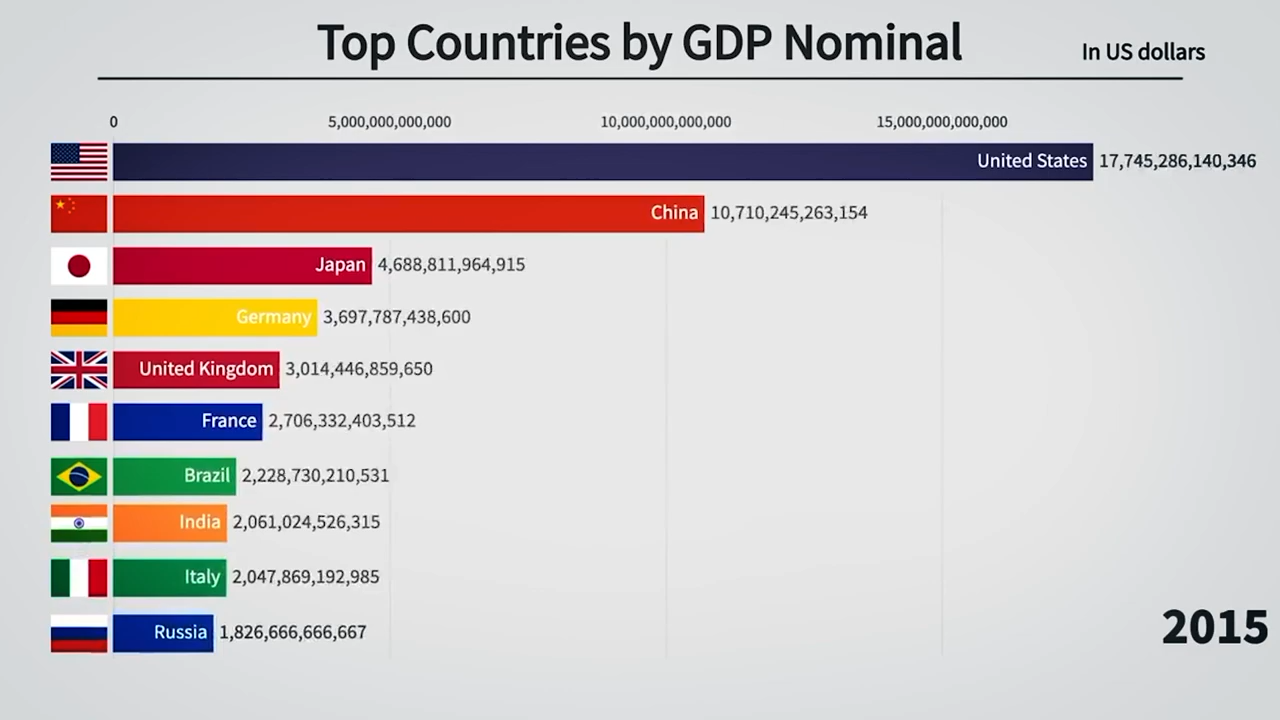 Top Countries by GDP Nominal
In US dollars
0 5,000,000,000,000 10,000,000,000,000 15,000,000,000,000
United States 17,745,286,140,346
China 10,710,245,263,154
Japan 4,688,811,964,915
Germany 3,697,787,438,600
United Kingdom 3,014,446,859,650
France 2,706,332,403,512
Brazil 2,228,730,210,531
India 2,061,024,526,315
Italy 2,047,869,192,985
Russia 1,826,666,666,667
2015